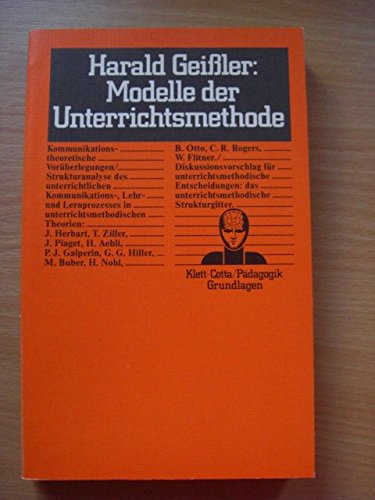 Harald Geißler:
Modelle der
Unterrichtsmethode
Kommunikations-
theoretische
Vorüberlegungen/
Strukturanalyse des
unterrichtlichen
Kommunikations-, Lehr-
und Lernprozesses in
unterrichtsmethodischen
Theorien:
J. Herbart, T. Ziller,
J. Piaget, H. Aebli,
P. J. Galperin, G. G. Hiller,
M. Buber, H. Nohl,
B. Otto, C. R. Rogers,
W. Flitner./
Diskussionsvorschlag für
unterrichtsmethodische
Entscheidungen: das
unterrichtsmethodische
Strukturgitter.
Klett-Cotta/Pädagogik
Grundlagen